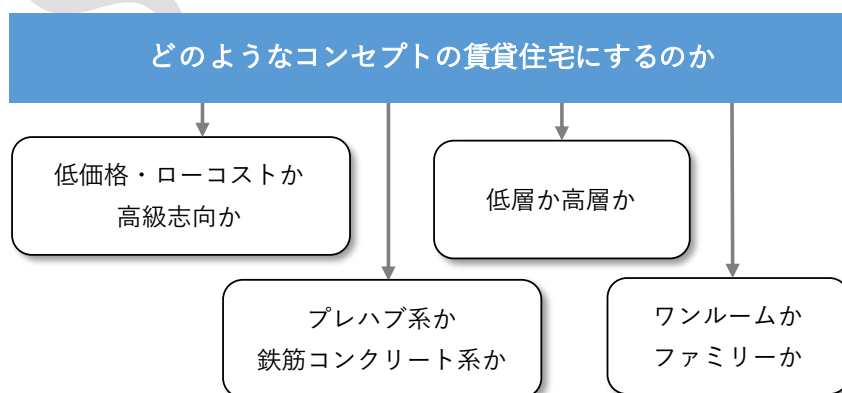 どのようなコンセプトの賃貸住宅にするのか
低価格・ローコストか
高級志向か
低層か高層か
プレハブ系か
鉄筋コンクリート系か
ワンルームか
ファミリーか